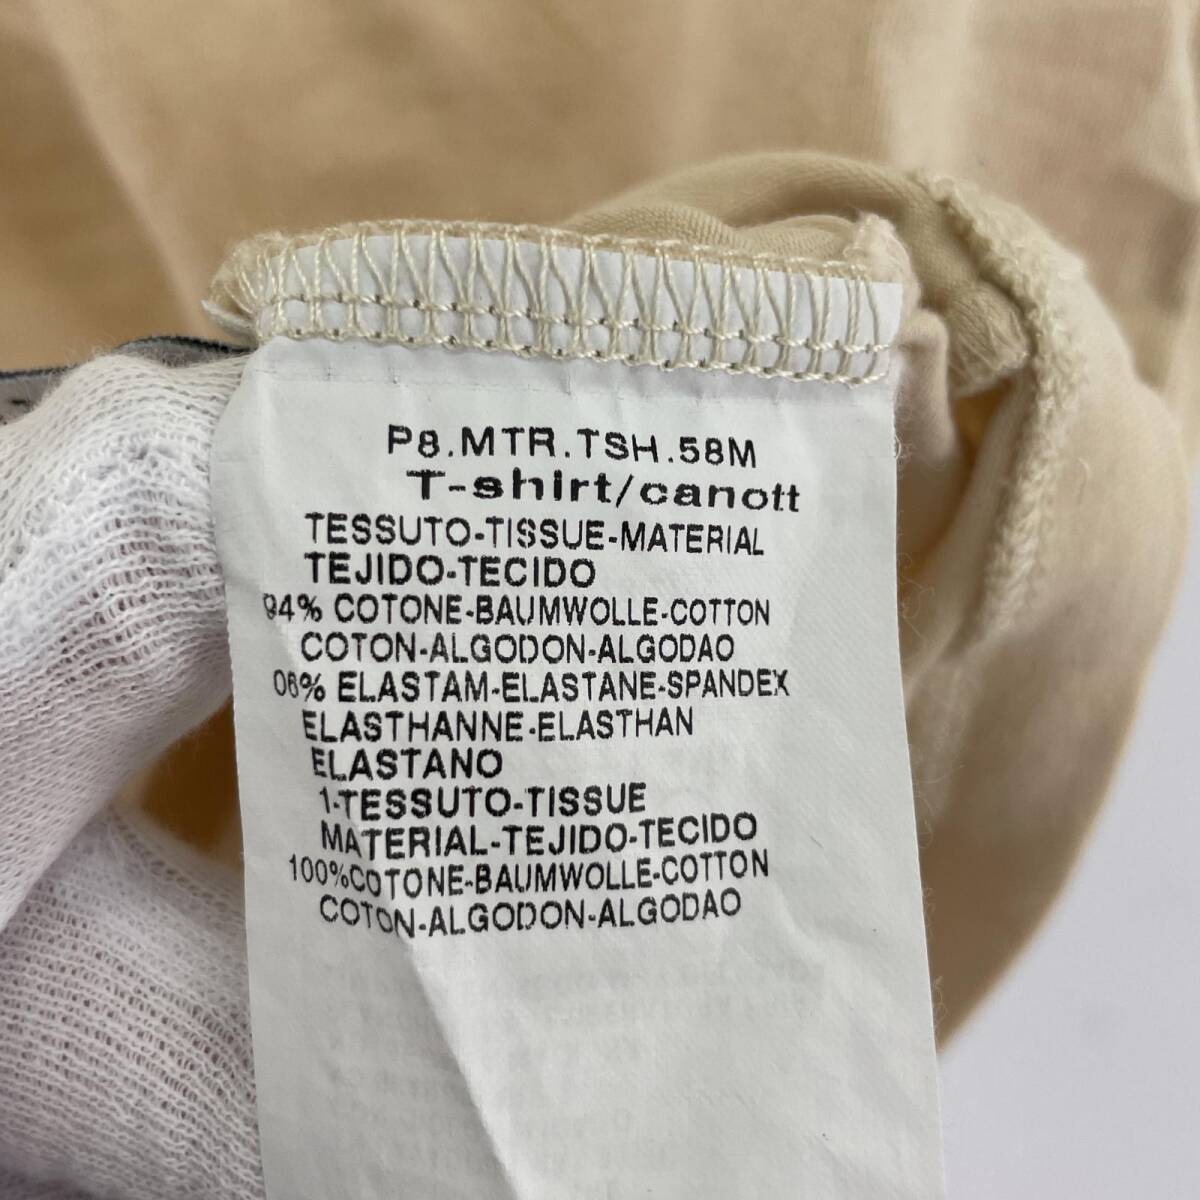 P8.MTR.TSH.58M
T-shirt/canott
TESSUTO-TISSUE-MATERIAL
TEJIDO-TECIDO
94% COTONE-BAUMWOLLE-COTTON
COTON-ALGODON-ALGODAO
06% ELASTAM-ELASTANE-SPANDEX
ELASTHANNE-ELASTHAN
ELASTANO
1-TESSUTO-TISSUE
MATERIAL-TEJIDO-TECIDO
100%COTONE-BAUMWOLLE-COTTON
COTON-ALGODON-ALGODAO